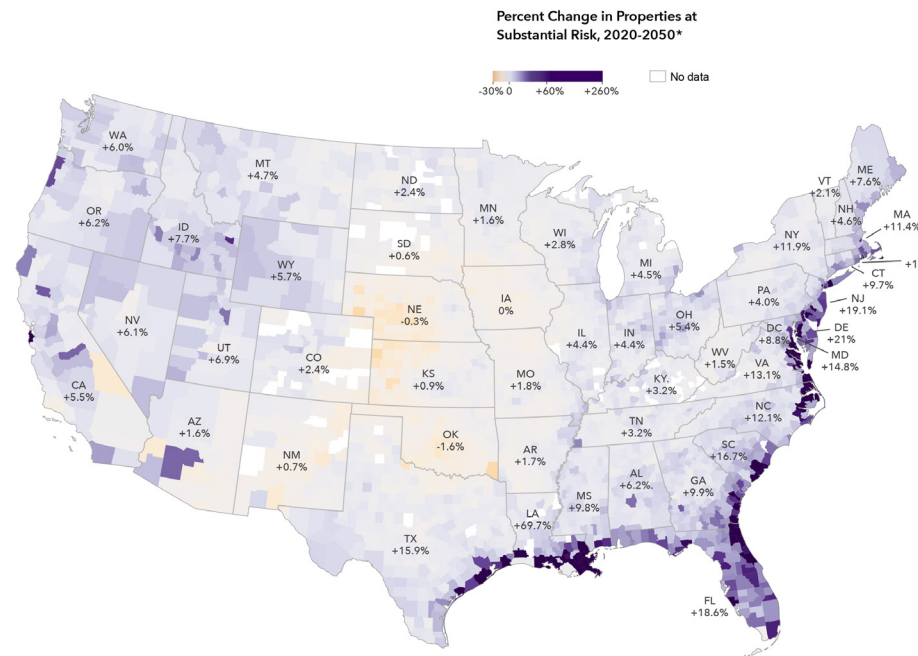 Percent Change in Properties at
Substantial Risk, 2020-2050*
-30% 0 +60% +260%
No data
WA
+6.0%
MT
+4.7%
ND
+2.4%
MN
+1.6%
VT
+2.1%
ME
+7.6%
NH
+4.6%
MA
+11.4%
OR
+6.2%
ID
+7.7%
SD
+0.6%
WI
+2.8%
NY
+11.9%
+1
WY
+5.7%
MI
+4.5%
CT
+9.7%
PA
+4.0%
NJ
+19.1%
NV
+6.1%
NE
-0.3%
IA
0%
OH
+5.4%
DC
+8.8%
DE
+21%
IL
+4.4%
IN
+4.4%
MD
+14.8%
UT
+6.9%
CO
+2.4%
WV
+1.5%
VA
+13.1%
CA
+5.5%
KS
+0.9%
MO
+1.8%
KY.
+3.2%
AZ
+1.6%
NC
+12.1%
TN
+3.2%
OK
-1.6%
NM
+0.7%
AR
+1.7%
SC
+16.7%
AL
+6.2%
GA
+9.9%
MS
+9.8%
LA
+69.7%
TX
+15.9%
FL
+18.6%